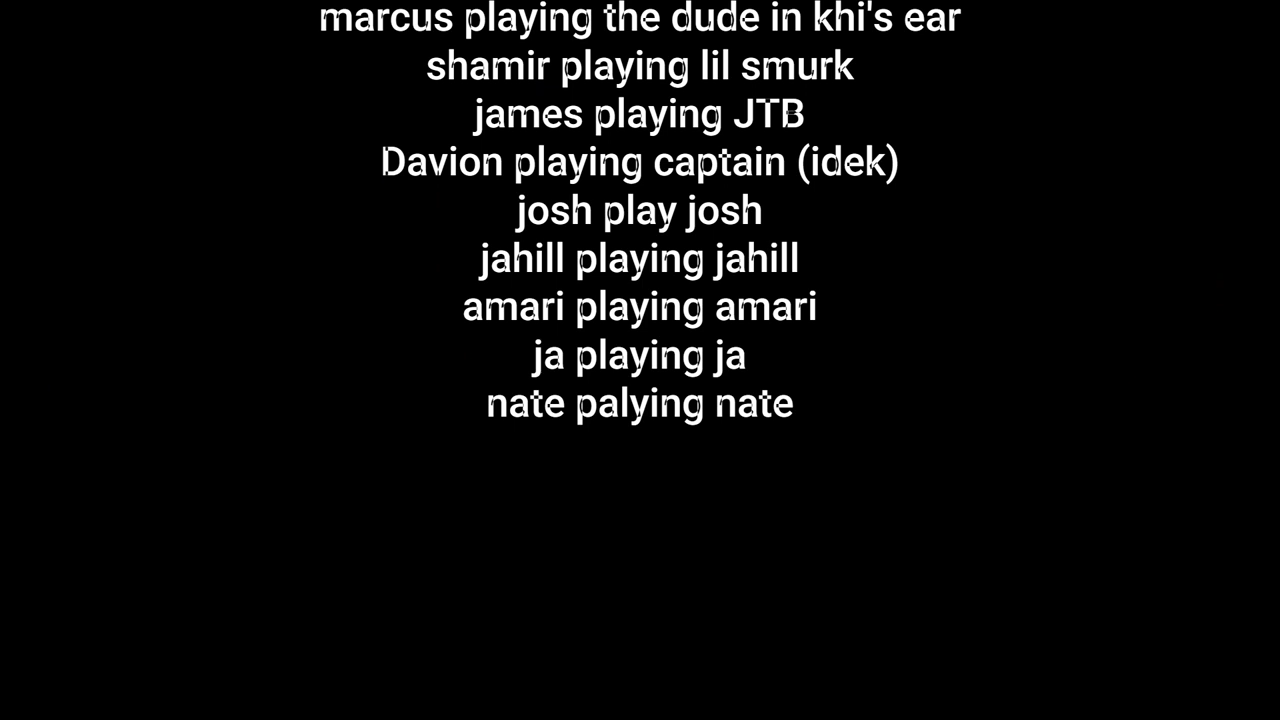 marcus playing the dude in khi's ear
shamir playing lil smurk
james playing JTB
Davion playing captain (idek)
josh play josh
jahill playing jahill
amari playing amari
ja playing ja
nate palying nate